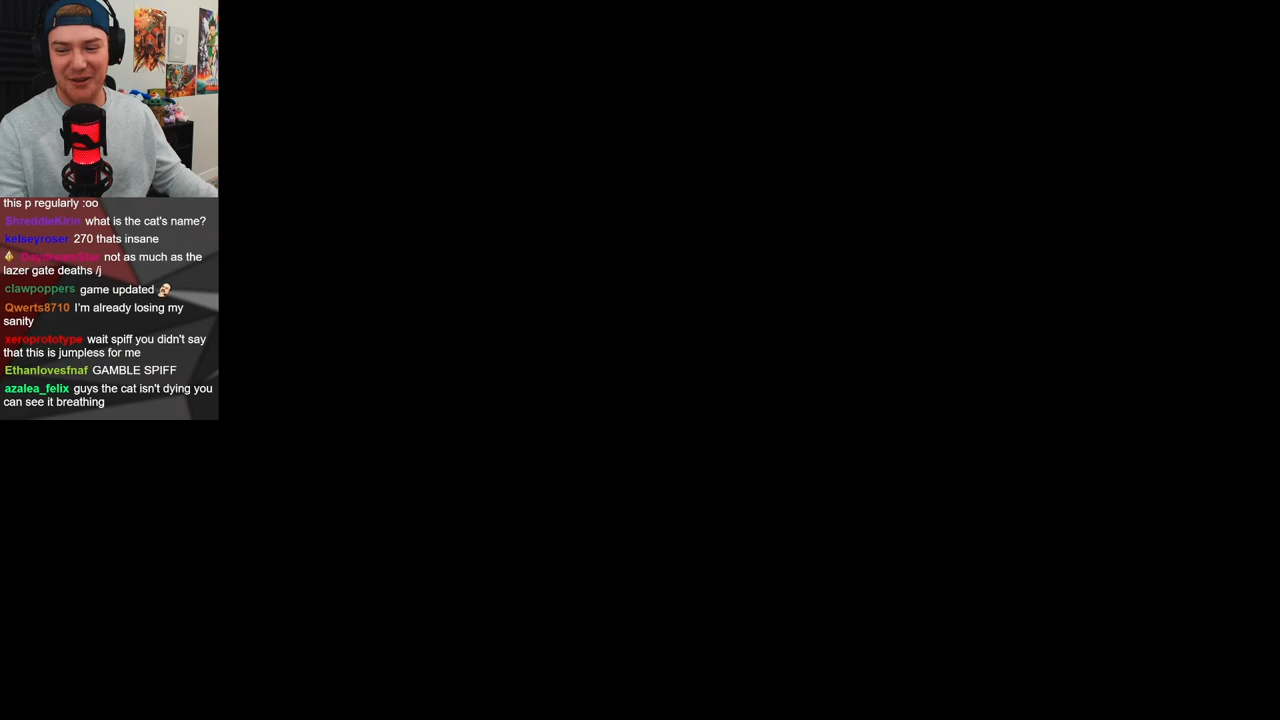 this p regularly :oo
ShreddieKirin what is the cat's name?
kelseyroser 270 thats insane
DaydreamStar not as much as the
lazer gate deaths /j
clawpoppers game updated
Qwerts8710 I'm already losing my
sanity
xeroprototype wait spiff you didn't say
that this is jumpless for me
Ethanlovesfnaf GAMBLE SPIFF
azalea_felix guys the cat isn't dying you
can see it breathing